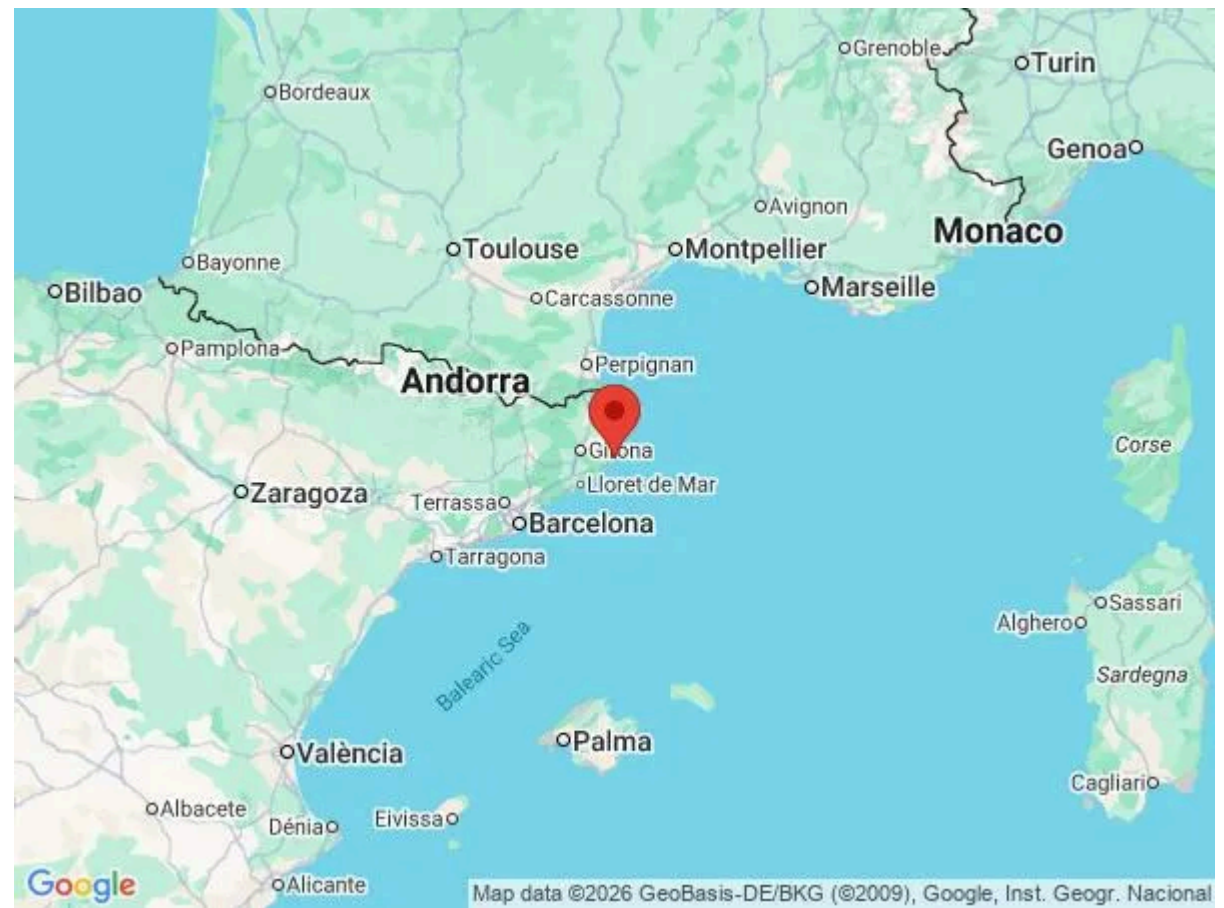 Grenoble
Turin
Bordeaux
Genoa
Avignon
Monaco
Toulouse
Montpellier
Bayonne
Marseille
Bilbao
Carcassonne
Pamplona
Perpignan
Andorra
Corse
Girona
Lloret de Mar
Zaragoza
Terrassa
Barcelona
Tarragona
Sassari
Alghero
Balearic Sea
Sardegna
Palma
València
Cagliari
Albacete
Eivissa
Dénia
Alicante
Google
Map data ©2026 GeoBasis-DE/BKG (©2009), Google, Inst. Geogr. Nacional